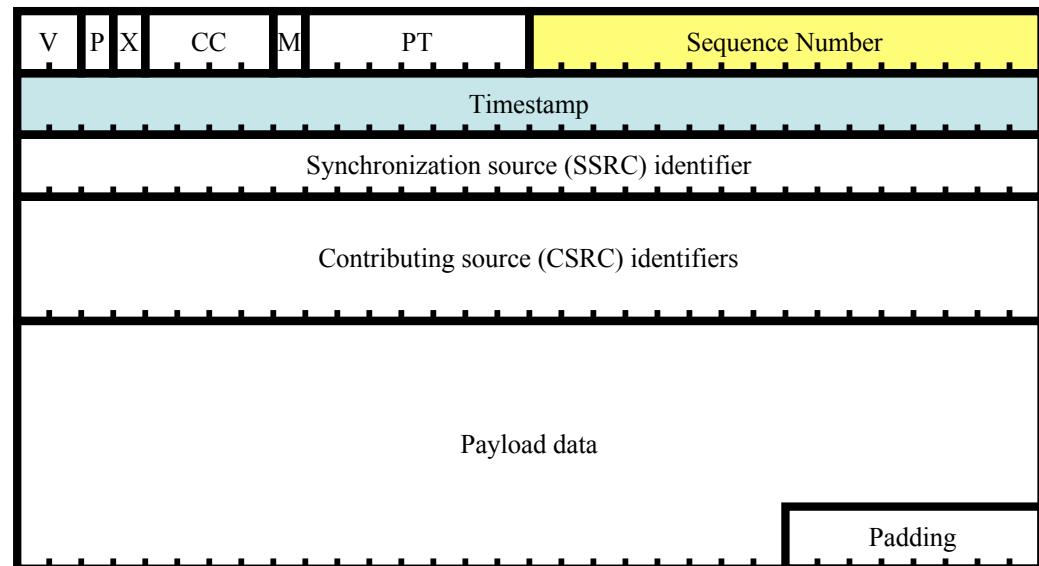 V P X CC M PT Sequence Number
Timestamp
Synchronization source (SSRC) identifier
Contributing source (CSRC) identifiers
Payload data
Padding